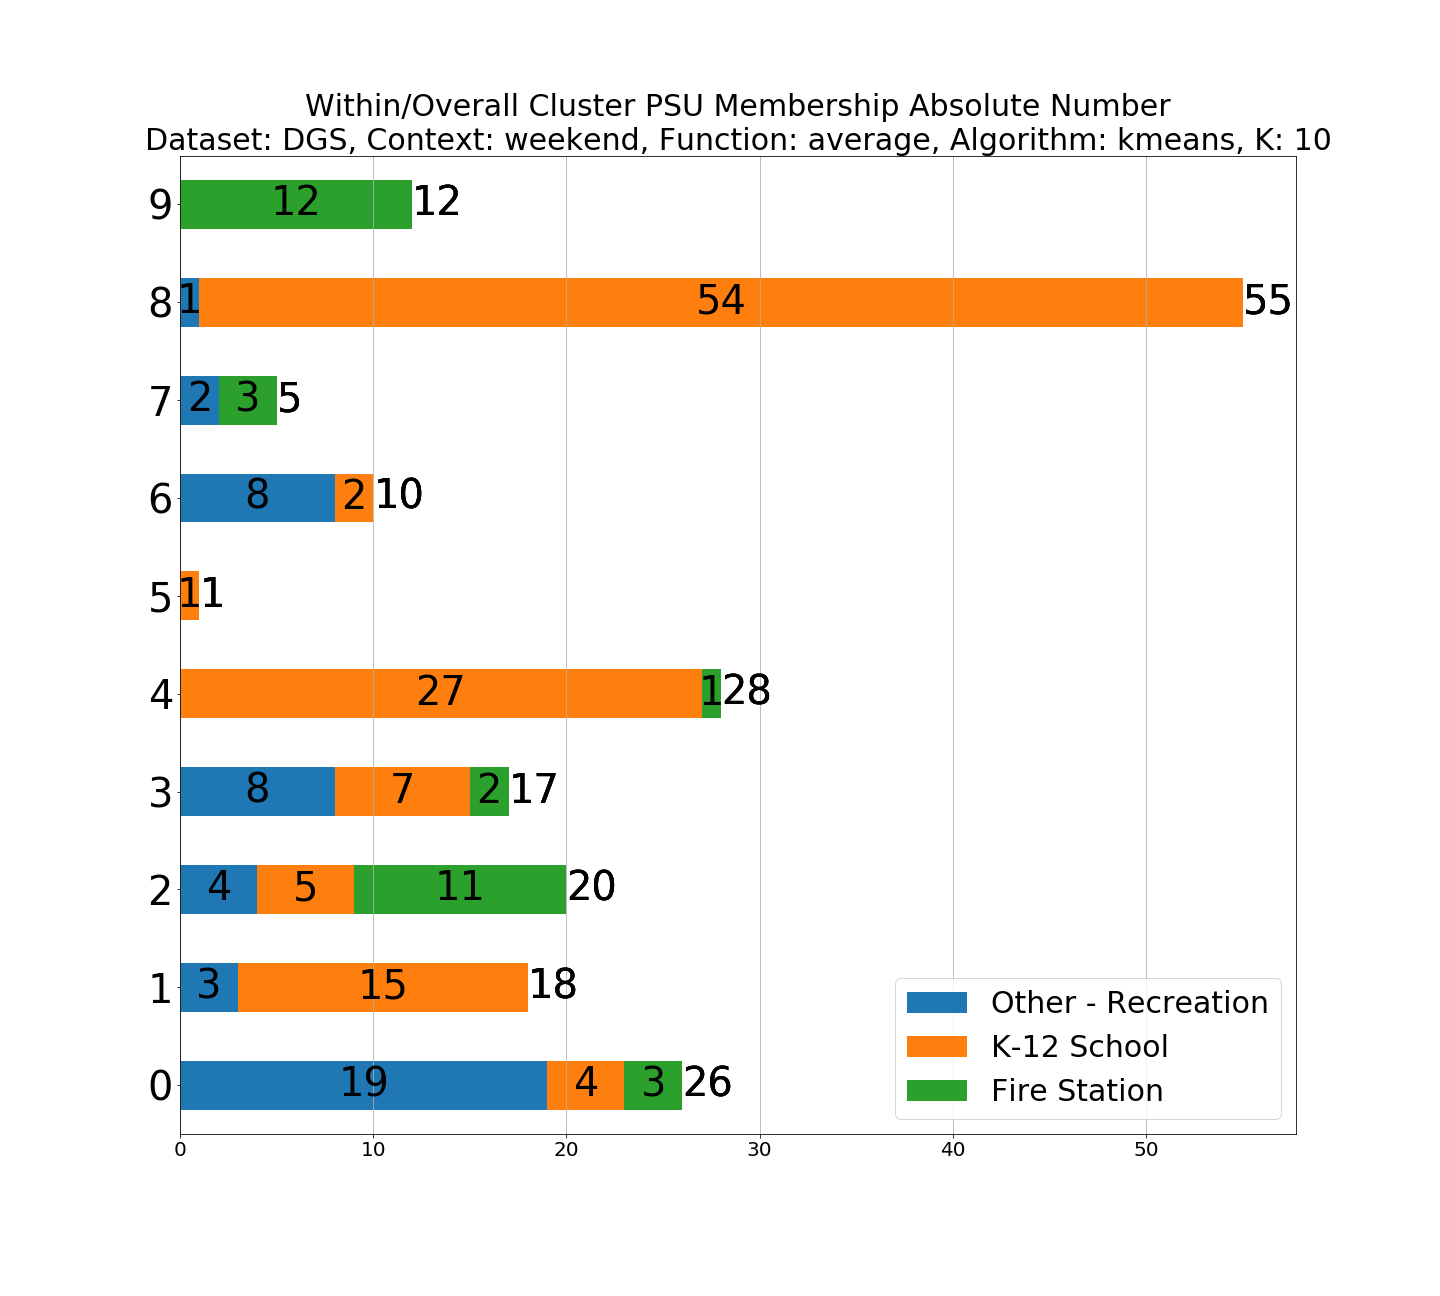 Within/Overall Cluster PSU Membership Absolute Number
Dataset: DGS, Context: weekend, Function: average, Algorithm: kmeans, K: 10
9 12 12
8 1 54 55
7 2 3 5
6 8 2 10
5 1 1
4 27 1 28
3 8 7 2 17
2 4 5 11 20
1 3 15 18
0 19 4 3 26
Other - Recreation
K-12 School
Fire Station
0 10 20 30 40 50